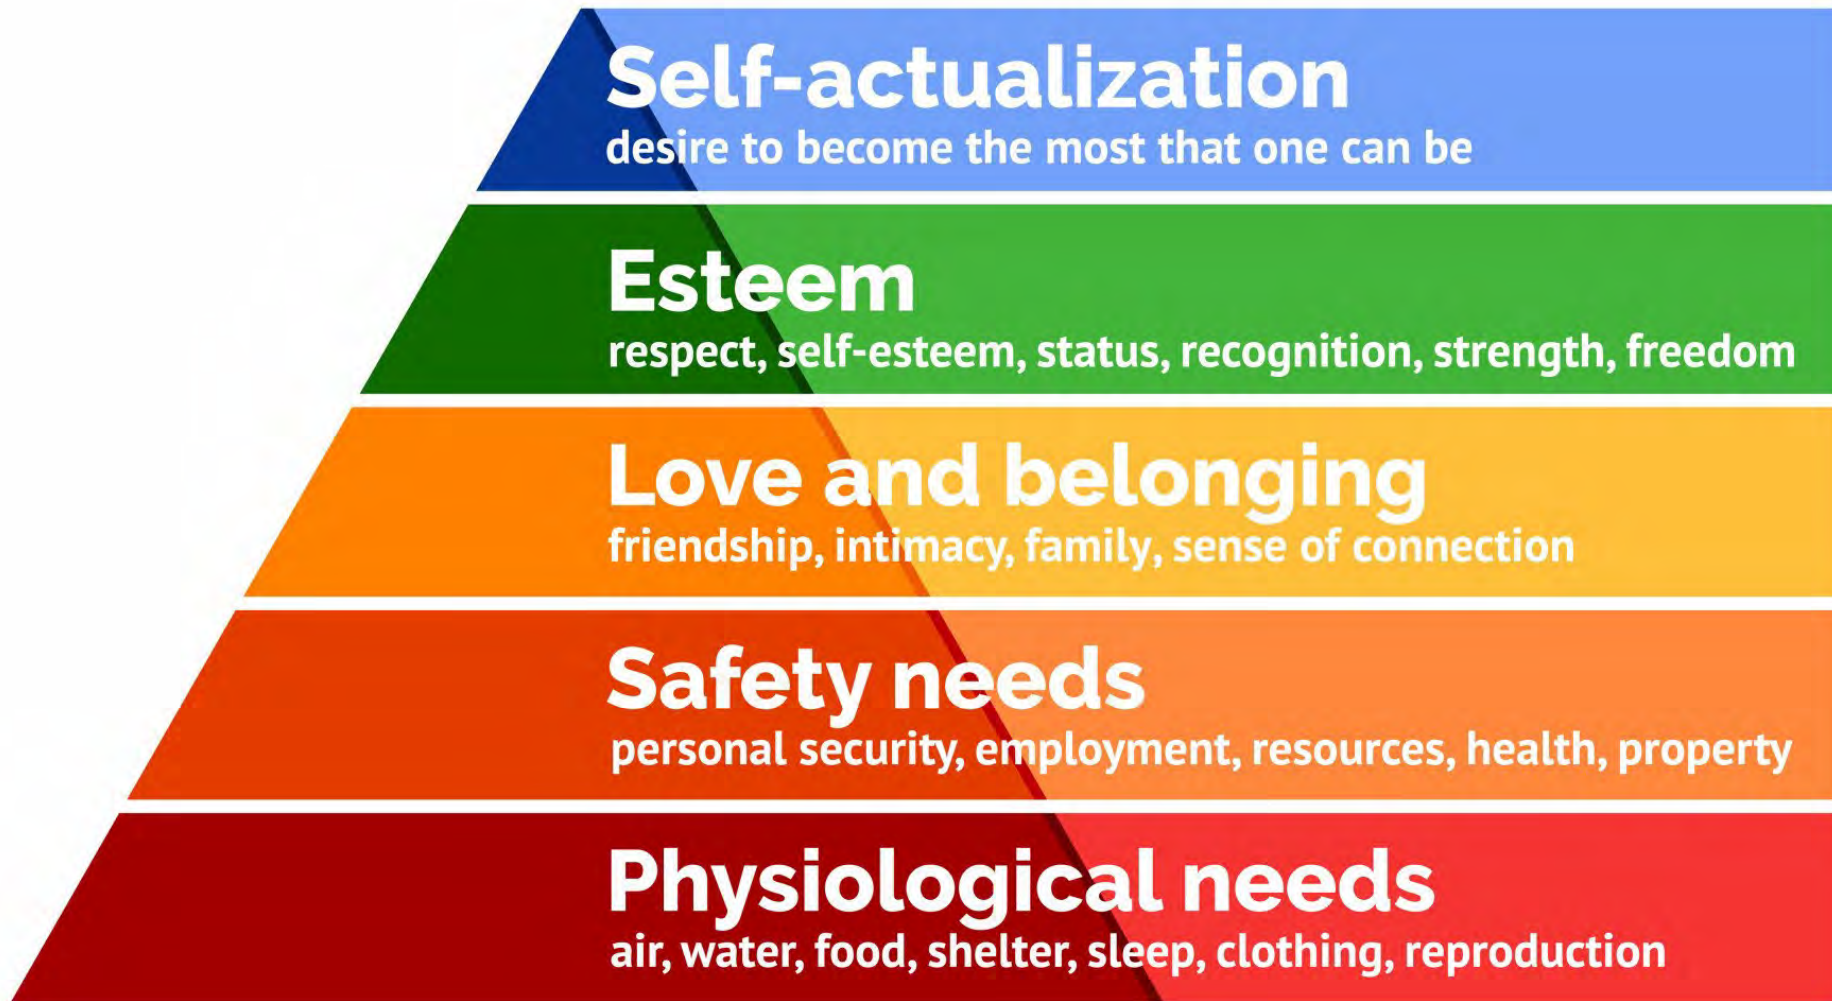 Self-actualization
desire to become the most that one can be
Esteem
respect, self-esteem, status, recognition, strength, freedom
Love and belonging
friendship, intimacy, family, sense of connection
Safety needs
personal security, employment, resources, health, property
Physiological needs
air, water, food, shelter, sleep, clothing, reproduction